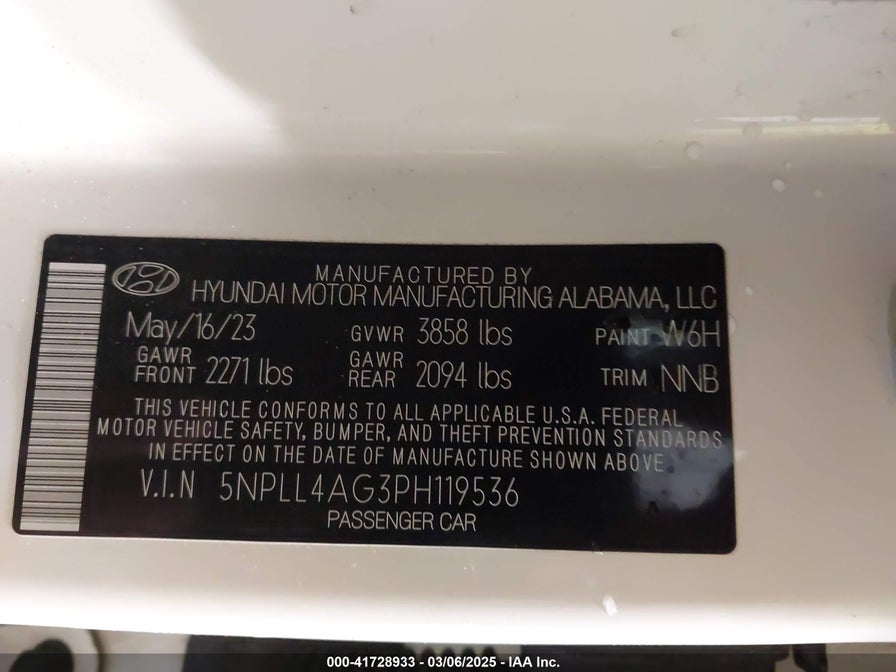 MANUFACTURED BY
HYUNDAI MOTOR MANUFACTURING ALABAMA, LLC
May/16/23 GVWR 3858 lbs PAINT W6H
GAWR FRONT 2271 lbs GAWR REAR 2094 lbs TRIM NNB
THIS VEHICLE CONFORMS TO ALL APPLICABLE U.S.A. FEDERAL
MOTOR VEHICLE SAFETY, BUMPER, AND THEFT PREVENTION STANDARDS
IN EFFECT ON THE DATE OF MANUFACTURE SHOWN ABOVE
V.I.N 5NPLL4AG3PH119536
PASSENGER CAR
000-41728933 - 03/06/2025 - IAA Inc.